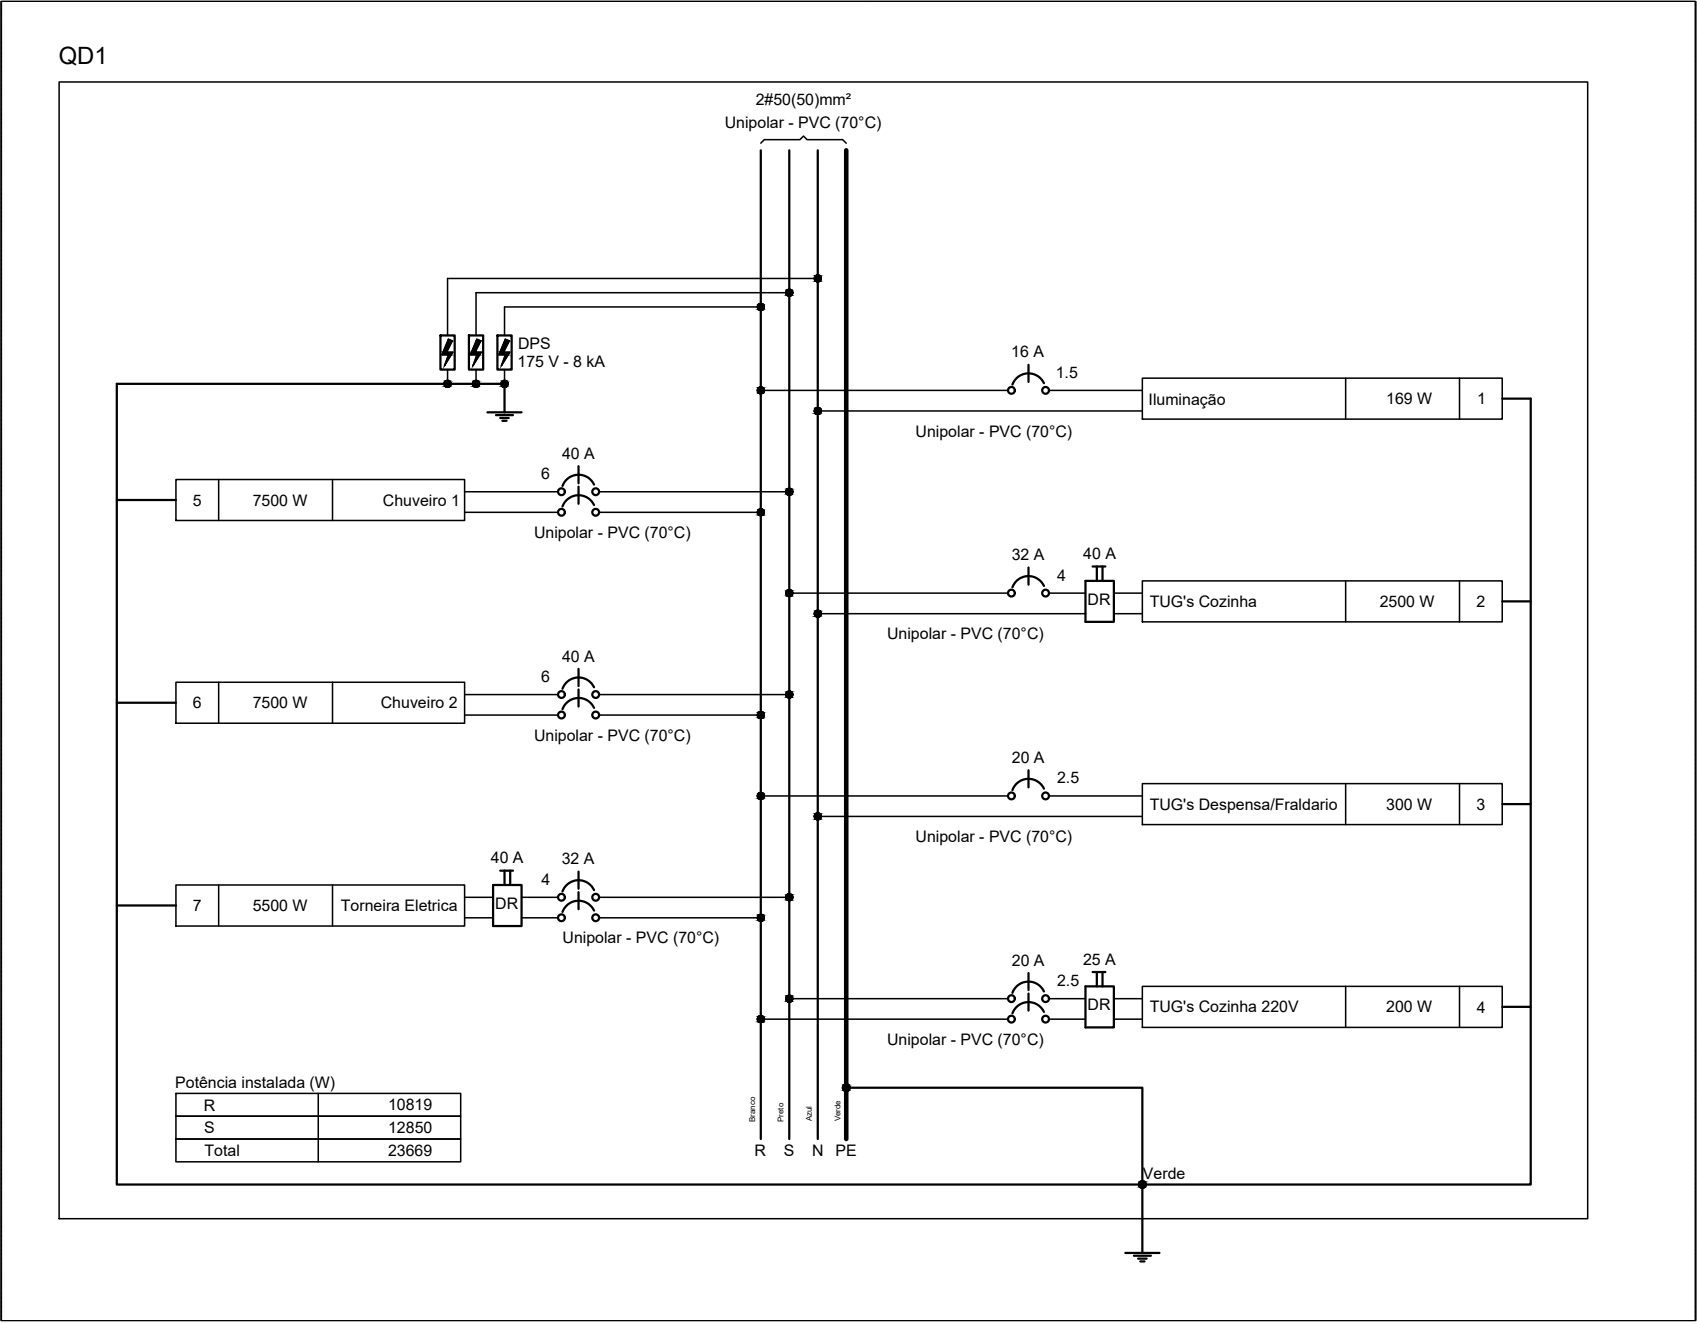 QD1
2#50(50)mm²
Unipolar - PVC (70°C)
DPS
175 V - 8 kA
16 A
1.5
Iluminação 169 W 1
Unipolar - PVC (70°C)
40 A
6
5 7500 W Chuveiro 1
Unipolar - PVC (70°C)
32 A
4
40 A
DR
TUG's Cozinha 2500 W 2
Unipolar - PVC (70°C)
40 A
6
6 7500 W Chuveiro 2
Unipolar - PVC (70°C)
20 A
2.5
TUG's Despensa/Fraldario 300 W 3
Unipolar - PVC (70°C)
40 A
32 A
4
7 5500 W Torneira Eletrica
DR
Unipolar - PVC (70°C)
20 A
2.5
25 A
DR
TUG's Cozinha 220V 200 W 4
Unipolar - PVC (70°C)
Potência instalada (W)
R 10819
S 12850
Total 23669
Branco
Preto
Azul
Verde
R S N PE
Verde